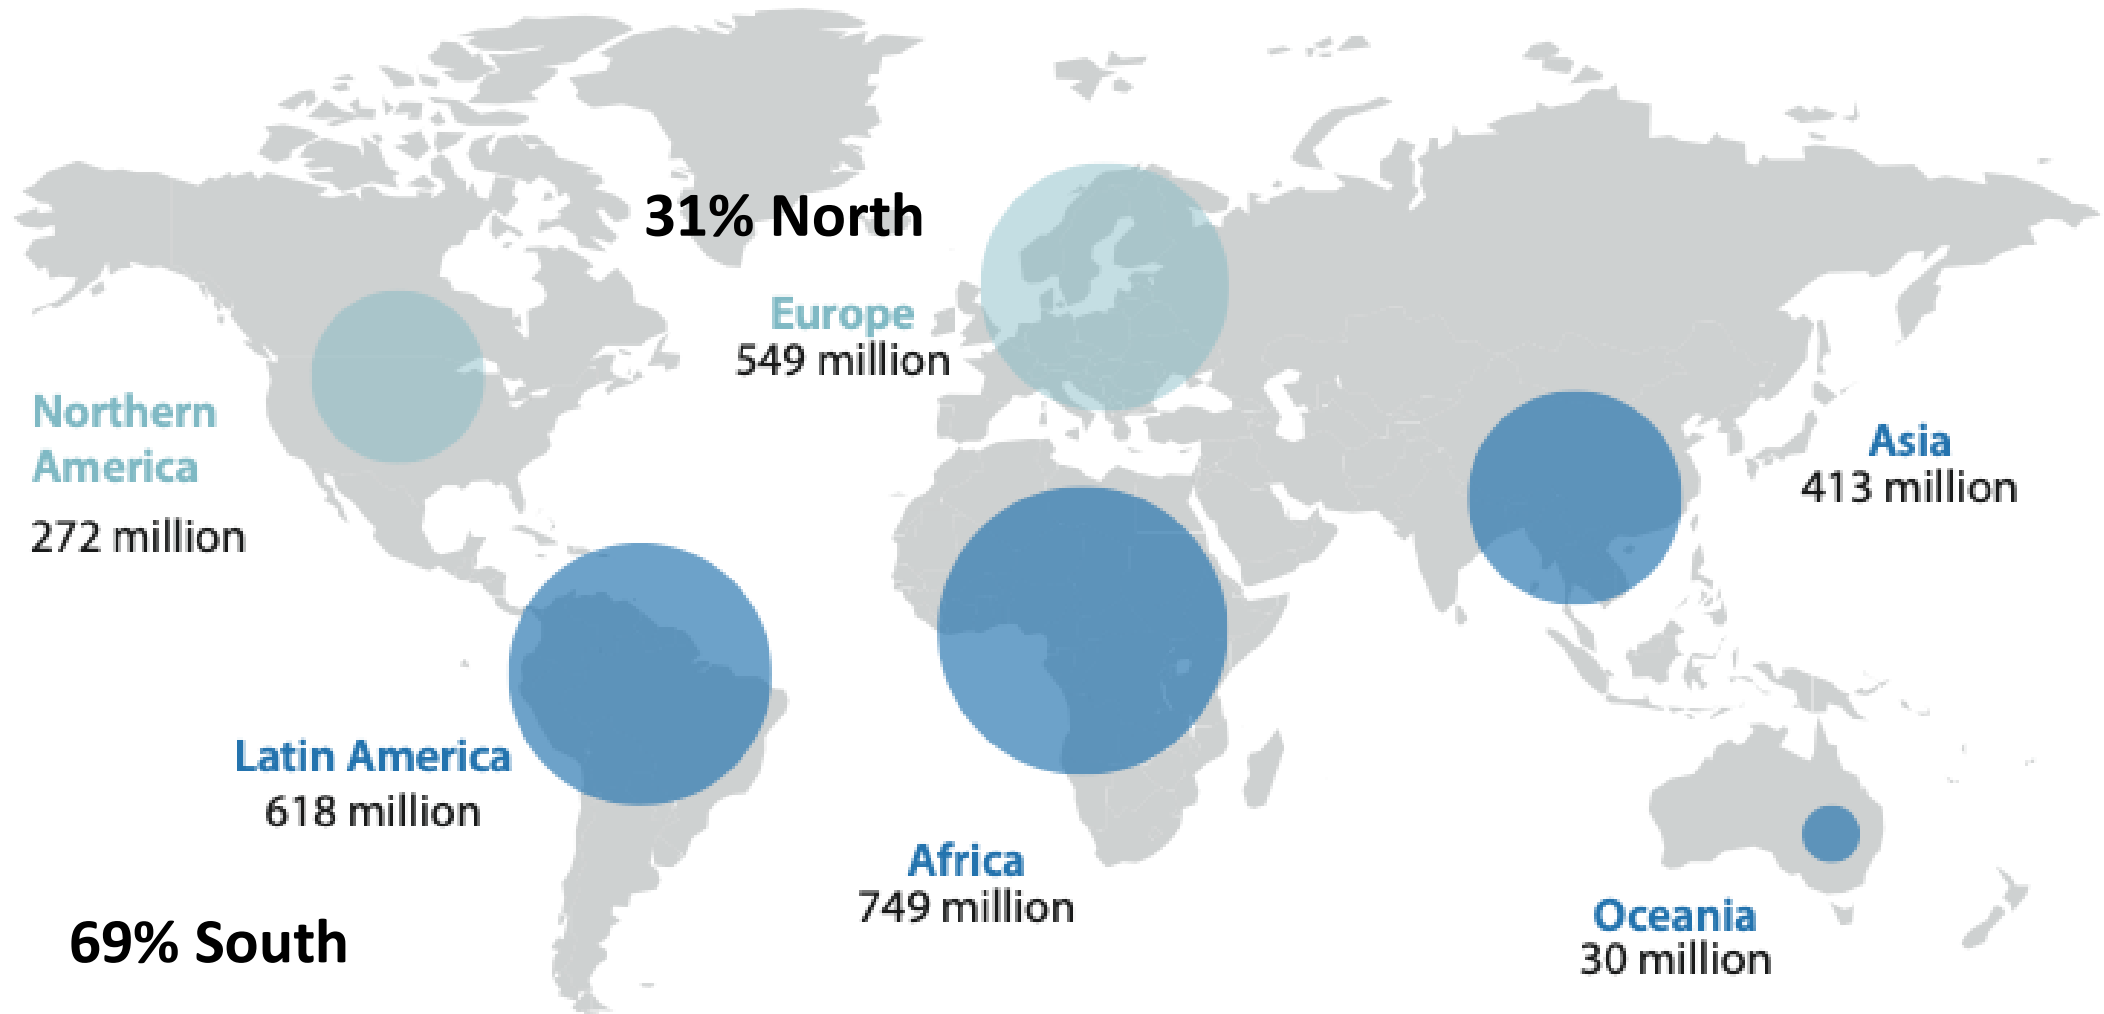 31% North
Europe
549 million
Northern
America
272 million
Asia
413 million
Latin America
618 million
Africa
749 million
Oceania
30 million
69% South